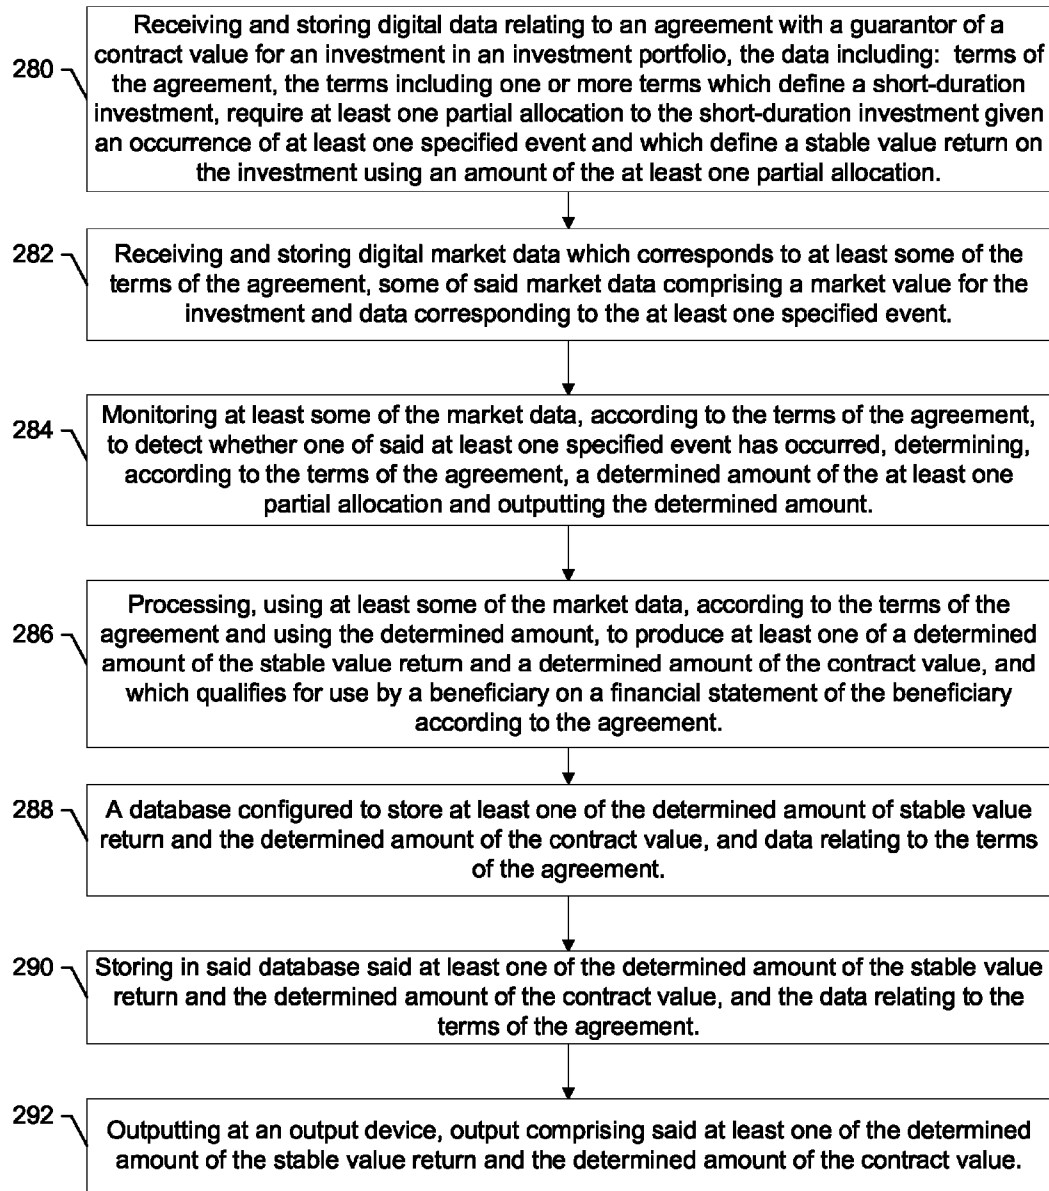 280
Receiving and storing digital data relating to an agreement with a guarantor of a
contract value for an investment in an investment portfolio, the data including: terms of
the agreement, the terms including one or more terms which define a short-duration
investment, require at least one partial allocation to the short-duration investment given
an occurrence of at least one specified event and which define a stable value return on
the investment using an amount of the at least one partial allocation.
282
Receiving and storing digital market data which corresponds to at least some of the
terms of the agreement, some of said market data comprising a market value for the
investment and data corresponding to the at least one specified event.
284
Monitoring at least some of the market data, according to the terms of the agreement,
to detect whether one of said at least one specified event has occurred, determining,
according to the terms of the agreement, a determined amount of the at least one
partial allocation and outputting the determined amount.
286
Processing, using at least some of the market data, according to the terms of the
agreement and using the determined amount, to produce at least one of a determined
amount of the stable value return and a determined amount of the contract value, and
which qualifies for use by a beneficiary on a financial statement of the beneficiary
according to the agreement.
288
A database configured to store at least one of the determined amount of stable value
return and the determined amount of the contract value, and data relating to the terms
of the agreement.
290
Storing in said database said at least one of the determined amount of the stable value
return and the determined amount of the contract value, and the data relating to the
terms of the agreement.
292
Outputting at an output device, output comprising said at least one of the determined
amount of the stable value return and the determined amount of the contract value.